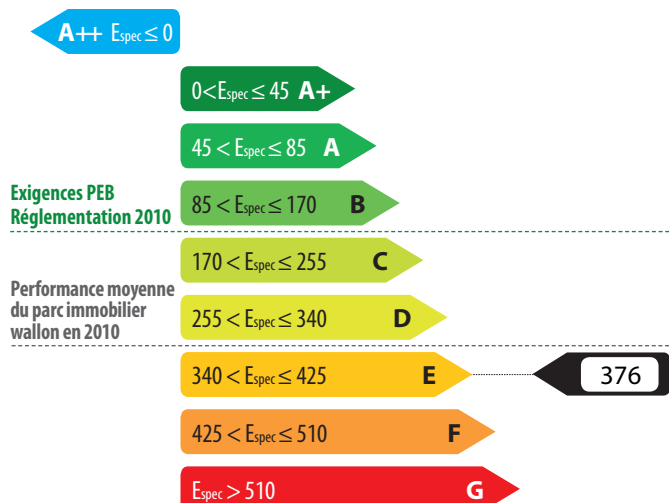 A++ Espec ≤ 0
0<Espec ≤ 45 A+
45 < Espec ≤ 85 A
Exigences PEB
Réglementation 2010
85 < Espec ≤ 170 B
170 < Espec ≤ 255 C
Performance moyenne
du parc immobilier
wallon en 2010
255 < Espec ≤ 340 D
340 < Espec ≤ 425 E
376
425 < Espec ≤ 510 F
Espec > 510 G